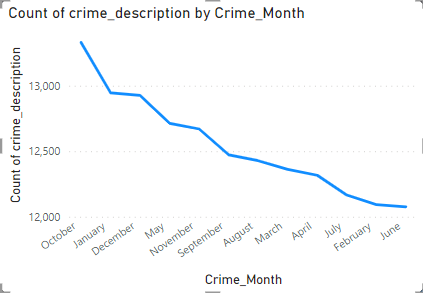 Count of crime_description by Crime_Month
Count of crime_description
13,000
12,500
12,000
October
January
December
May
November
September
August
March
April
July
February
June
Crime_Month